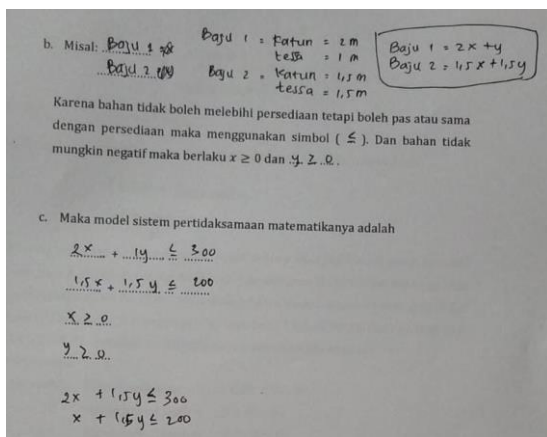 b. Misal: Baju 1
Baju 2
Baju 1 : Katun = 2 m
tessa = 1 m
Baju 2 = Katun = 1,5 m
tessa = 1,5 m
Baju 1 = 2x + y
Baju 2 = 1,5x + 1,5y
Karena bahan tidak boleh melebihi persediaan tetapi boleh pas atau sama
dengan persediaan maka menggunakan simbol ( ≤ ). Dan bahan tidak
mungkin negatif maka berlaku x ≥ 0 dan y ≥ 0.
c. Maka model sistem pertidaksamaan matematikanya adalah
2x + 1y ≤ 300
1,5x + 1,5y ≤ 200
x ≥ 0
y ≥ 0
2x + 1,5y ≤ 300
x + 1,5y ≤ 200